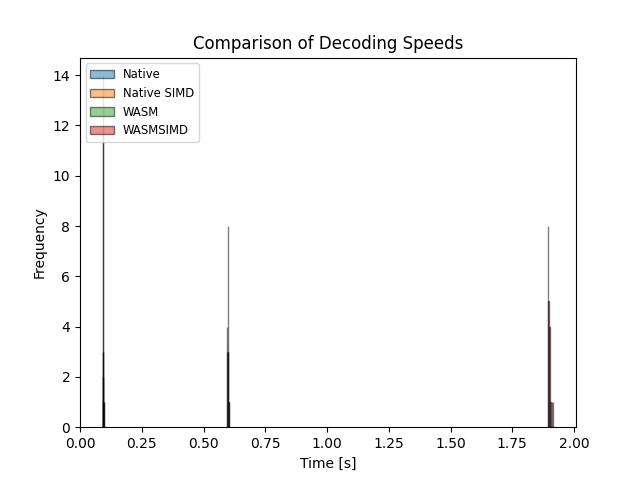 Comparison of Decoding Speeds
Native
Native SIMD
WASM
WASMSIMD
Frequency
14
12
10
8
6
4
2
0
0.00 0.25 0.50 0.75 1.00 1.25 1.50 1.75 2.00
Time [s]